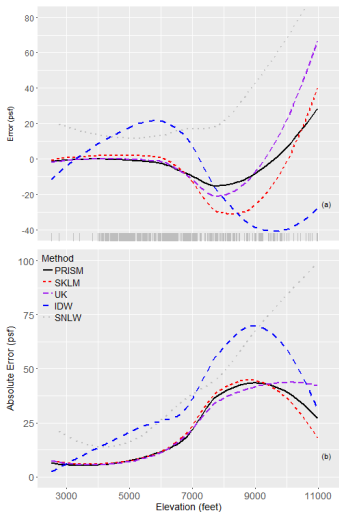 80
60
40
20
0
-20
-40
Error (psf)
(a)
100
75
50
25
0
Absolute Error (psf)
Method
PRISM
SKLM
UK
IDW
SNLW
(b)
3000 5000 7000 9000 11000
Elevation (feet)